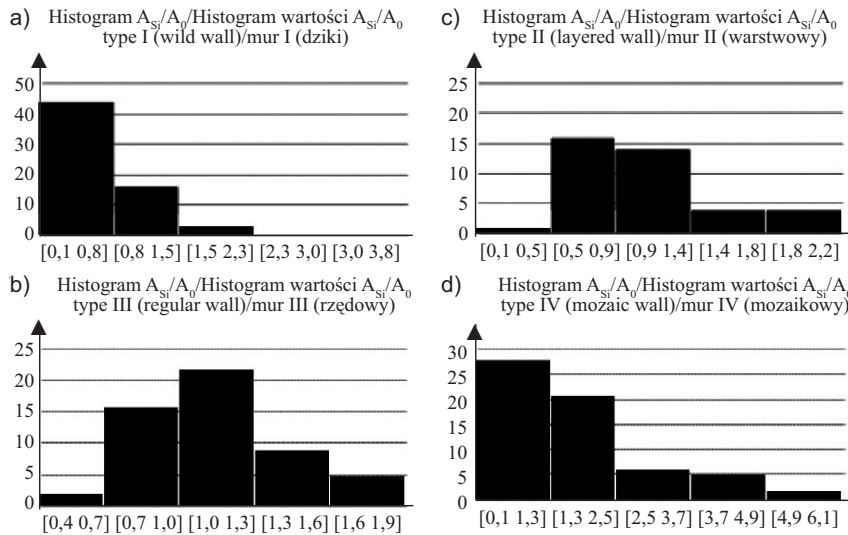 a) Histogram A_Si/A_0/Histogram wartości A_Si/A_0
type I (wild wall)/mur I (dziki)
50
40
30
20
10
0
[0,1 0,8] [0,8 1,5] [1,5 2,3] [2,3 3,0] [3,0 3,8]
c) Histogram A_Si/A_0/Histogram wartości A_Si/A_0
type II (layered wall)/mur II (warstwowy)
25
20
15
10
5
0
[0,1 0,5] [0,5 0,9] [0,9 1,4] [1,4 1,8] [1,8 2,2]
b) Histogram A_Si/A_0/Histogram wartości A_Si/A_0
type III (regular wall)/mur III (rzędowy)
25
20
15
10
5
0
[0,4 0,7] [0,7 1,0] [1,0 1,3] [1,3 1,6] [1,6 1,9]
d) Histogram A_Si/A_0/Histogram wartości A_Si/A_0
type IV (mozaic wall)/mur IV (mozaikowy)
30
25
20
15
10
5
0
[0,1 1,3] [1,3 2,5] [2,5 3,7] [3,7 4,9] [4,9 6,1]